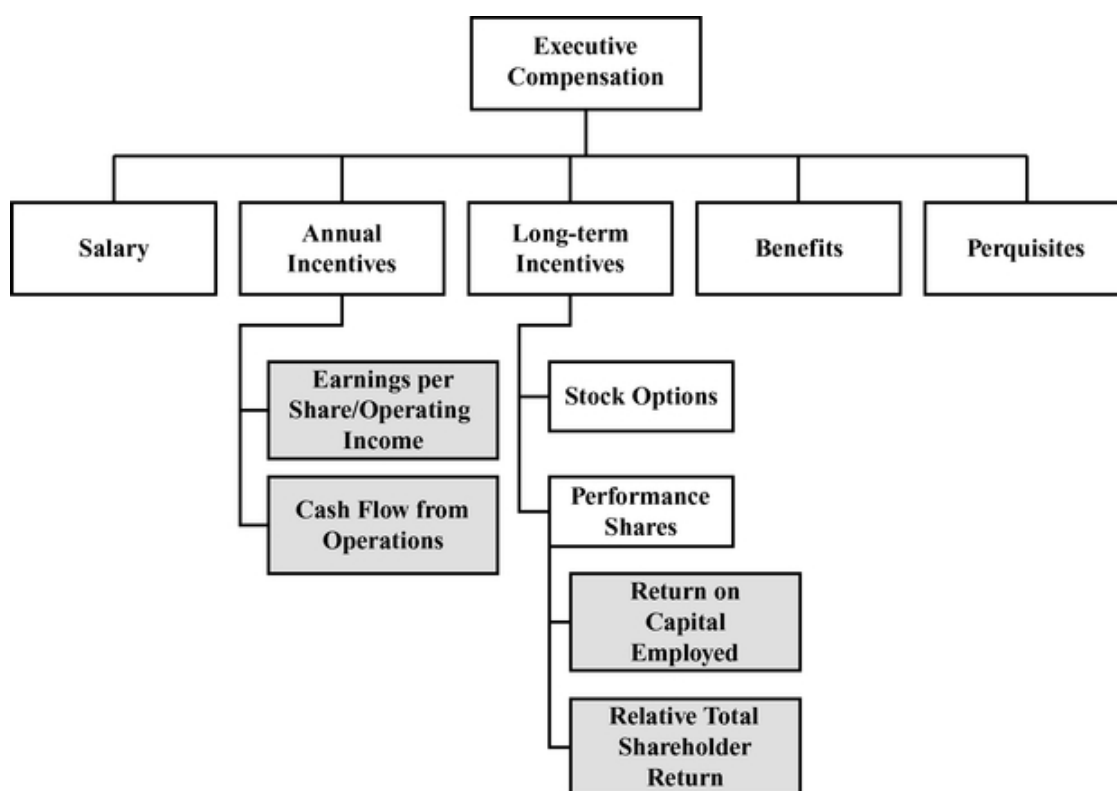 Executive
Compensation
Salary
Annual
Incentives
Long-term
Incentives
Benefits
Perquisites
Earnings per
Share/Operating
Income
Cash Flow from
Operations
Stock Options
Performance
Shares
Return on
Capital
Employed
Relative Total
Shareholder
Return